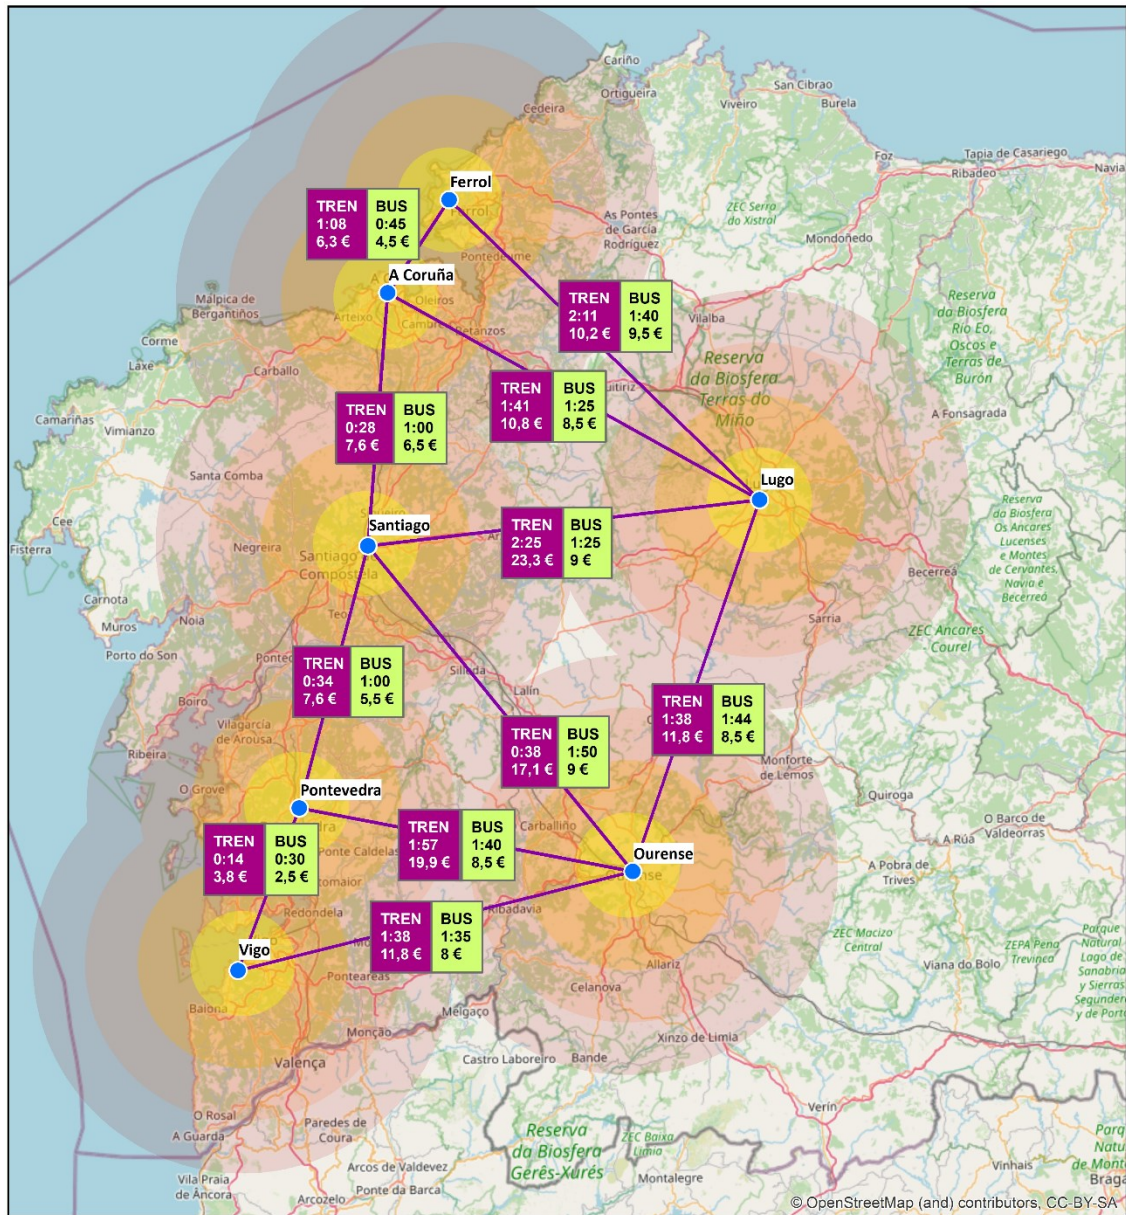 Cariño
Ortigueira
San Cibrao
Burela
Viveiro
Cedeira
Foz
Tapia de Casariego
Ribadeo
Navia
Ferrol
ZEC Serra
do Xistral
As Pontes
de García
Rodríguez
Mondoñedo
Pontedeume
TREN
1:08
6,3 €
BUS
0:45
4,5 €
A Coruña
Oleiros
Arteixo
Betanzos
Malpica de
Bergantiños
TREN
2:11
10,2 €
BUS
1:40
9,5 €
Vilalba
Reserva
da Biosfera
Río Eo,
Oscos e
Terras de
Burón
Corme
Laxe
Carballo
Reserva
da Biosfera
Terras do
Miño
TREN
1:41
10,8 €
BUS
1:25
8,5 €
A Fonsagrada
Camariñas
Vimianzo
TREN
0:28
7,6 €
BUS
1:00
6,5 €
Santa Comba
Lugo
Cee
Fisterra
Santiago
Negreira
Santiago
Compostela
TREN
2:25
23,3 €
BUS
1:25
9 €
Reserva
da Biosfera
Os Ancares
Lucenses
e Montes
de Cervantes,
Navia e
Becerreá
Becerreá
Carnota
Muros
Noia
Teo
Sarria
ZEC Ancares
Courel
Porto do Son
TREN
0:34
7,6 €
BUS
1:00
5,5 €
Silleda
Lalín
Boiro
Ribeira
Vilagarcía
de Arousa
TREN
0:38
17,1 €
BUS
1:50
9 €
TREN
1:38
11,8 €
BUS
1:44
8,5 €
Monforte
de Lemos
Quiroga
O Grove
Pontevedra
TREN
0:14
3,8 €
BUS
0:30
2,5 €
Ponte Caldelas
TREN
1:57
19,9 €
BUS
1:40
8,5 €
Carballiño
Ourense
O Barco de
Valdeorras
A Rúa
A Pobra de
Trives
Redondela
Ribadavia
TREN
1:38
11,8 €
BUS
1:35
8 €
Vigo
Ponteareas
Baiona
Allariz
Celanova
ZEC Macizo
Central
ZEPA Pena
Trevinca
Viana do Bolo
Parque
Natural
Lago de
Sanabria
y Sierras
Segundera
y de Porto
Melgaço
Monção
Valença
Castro Laboreiro
Bande
Xinzo de Limia
O Rosal
A Guarda
Paredes de
Coura
Verín
Reserva
da Biosfera
Gerês-Xurés
ZEC Baixa
Limia
Vila Praia
de Âncora
Arcos de Valdevez
Ponte da Barca
Arcozelo
Montalegre
Vinhais
© OpenStreetMap (and) contributors, CC-BY-SA